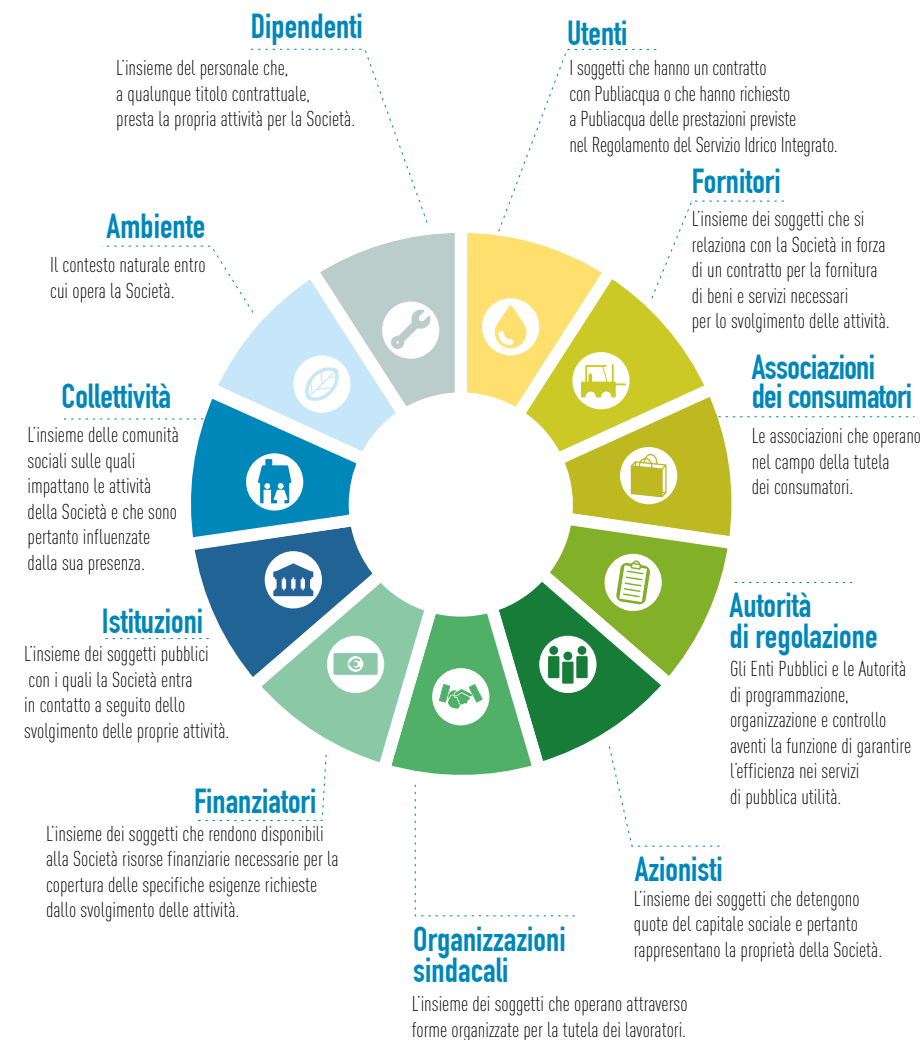 Dipendenti
L'insieme del personale che,
a qualunque titolo contrattuale,
presta la propria attività per la Società.
Utenti
I soggetti che hanno un contratto
con Publiacqua o che hanno richiesto
a Publiacqua delle prestazioni previste
nel Regolamento del Servizio Idrico Integrato.
Fornitori
L'insieme dei soggetti che si
relaziona con la Società in forza
di un contratto per la fornitura
di beni e servizi necessari
per lo svolgimento delle attività.
Ambiente
Il contesto naturale entro
cui opera la Società.
Associazioni
dei consumatori
Le associazioni che operano
nel campo della tutela
dei consumatori.
Collettività
L'insieme delle comunità
sociali sulle quali
impattano le attività
della Società e che sono
pertanto influenzate
dalla sua presenza.
Autorità
di regolazione
Gli Enti Pubblici e le Autorità
di programmazione,
organizzazione e controllo
aventi la funzione di garantire
l'efficienza nei servizi
di pubblica utilità.
Istituzioni
L'insieme dei soggetti pubblici
con i quali la Società entra
in contatto a seguito dello
svolgimento delle proprie attività.
Finanziatori
L'insieme dei soggetti che rendono disponibili
alla Società risorse finanziarie necessarie per la
copertura delle specifiche esigenze richieste
dallo svolgimento delle attività.
Azionisti
L'insieme dei soggetti che detengono
quote del capitale sociale e pertanto
rappresentano la proprietà della Società.
Organizzazioni
sindacali
L'insieme dei soggetti che operano attraverso
forme organizzate per la tutela dei lavoratori.